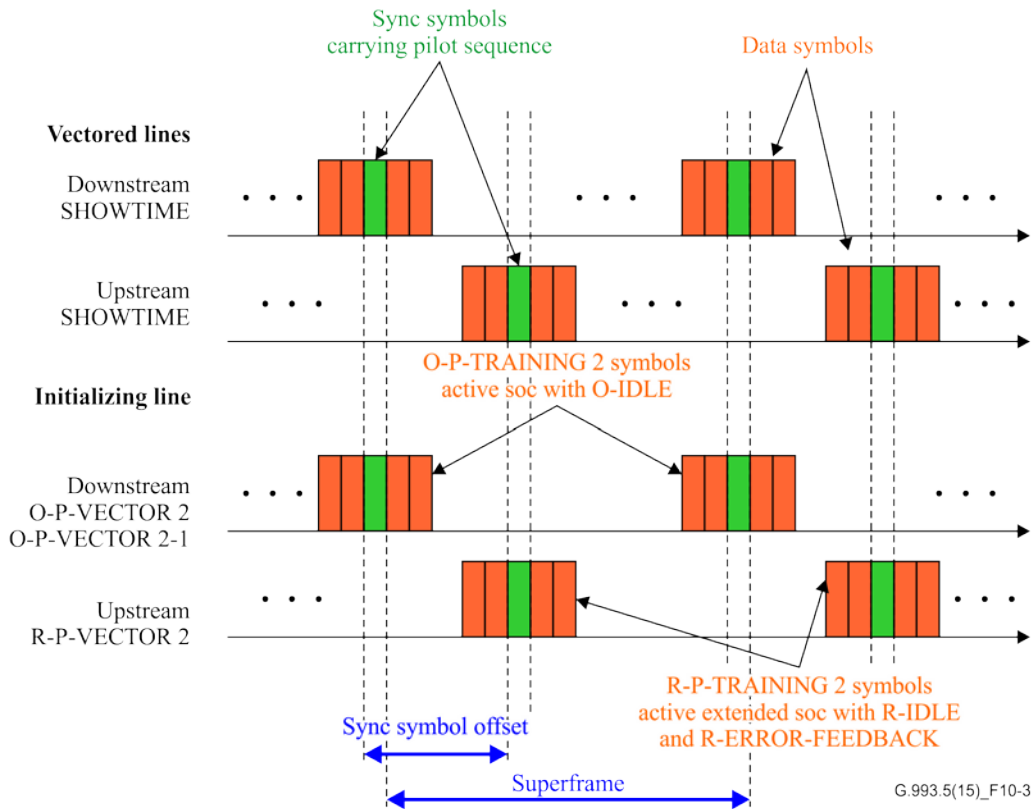 Sync symbols
carrying pilot sequence
Data symbols
Vectored lines
Downstream
SHOWTIME
Upstream
SHOWTIME
O-P-TRAINING 2 symbols
active soc with O-IDLE
Initializing line
Downstream
O-P-VECTOR 2
O-P-VECTOR 2-1
Upstream
R-P-VECTOR 2
R-P-TRAINING 2 symbols
active extended soc with R-IDLE
and R-ERROR-FEEDBACK
Sync symbol offset
Superframe
G.993.5(15)_F10-3